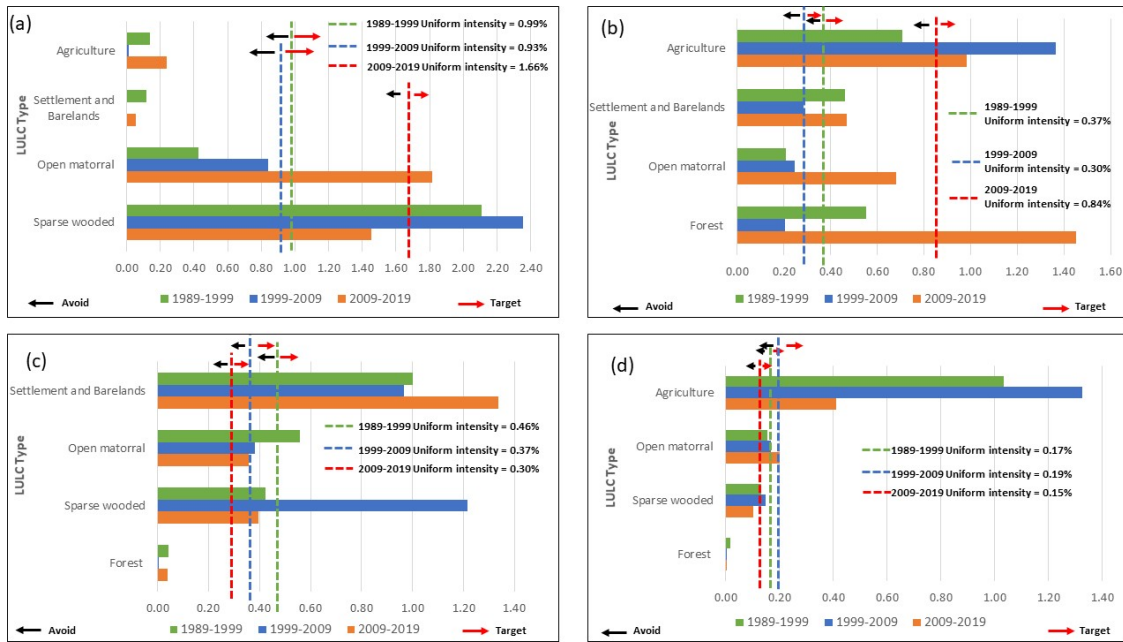 (a)
1989-1999 Uniform intensity = 0.99%
1999-2009 Uniform intensity = 0.93%
2009-2019 Uniform intensity = 1.66%
LULC Type
Agriculture
Settlement and
Barelands
Open matorral
Sparse wooded
0.00 0.20 0.40 0.60 0.80 1.00 1.20 1.40 1.60 1.80 2.00 2.20 2.40
Avoid
1989-1999 1999-2009 2009-2019
Target
(b)
LULC Type
Agriculture
Settlement and Barelands
Open matorral
Forest
1989-1999
Uniform intensity = 0.37%
1999-2009
Uniform intensity = 0.30%
2009-2019
Uniform intensity = 0.84%
0.00 0.20 0.40 0.60 0.80 1.00 1.20 1.40 1.60
Avoid
1989-1999 1999-2009 2009-2019
Target
(c)
LULC Type
Settlement and Barelands
Open matorral
Sparse wooded
Forest
1989-1999 Uniform intensity = 0.46%
1999-2009 Uniform intensity = 0.37%
2009-2019 Uniform intensity = 0.30%
0.00 0.20 0.40 0.60 0.80 1.00 1.20 1.40
Avoid
1989-1999 1999-2009 2009-2019
Target
(d)
LULC Type
Agriculture
Open matorral
Sparse wooded
Forest
1989-1999 Uniform intensity = 0.17%
1999-2009 Uniform intensity = 0.19%
2009-2019 Uniform intensity = 0.15%
0.00 0.20 0.40 0.60 0.80 1.00 1.20 1.40
Avoid
1989-1999 1999-2009 2009-2019
Target